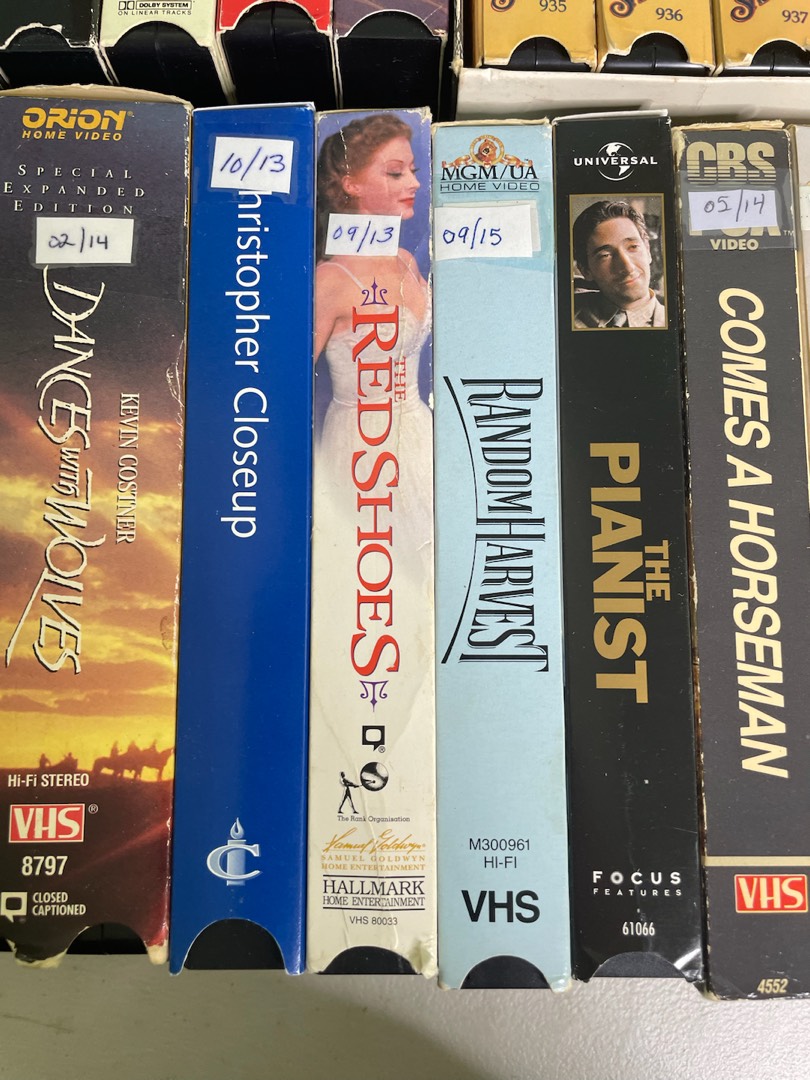 DOLBY SYSTEM
ON LINEAR TRACKS
935
936
937
ORION
HOME VIDEO
SPECIAL
EXPANDED
EDITION
02/14
DANCES WITH WOLVES
KEVIN COSTNER
Hi-Fi STEREO
VHS
8797
CLOSED
CAPTIONED
10/13
hristopher Closeup
C
09/13
THE
RED SHOES
The Rank Organisation
Samuel Goldwyn
SAMUEL GOLDWYN
HOME ENTERTAINMENT
HALLMARK
HOME ENTERTAINMENT
VHS 80033
MGM/UA
HOME VIDEO
09/15
RANDOM HARVEST
M300961
HI-FI
VHS
UNIVERSAL
THE
PIANIST
FOCUS
FEATURES
61066
CBS
05/14
VIDEO™
COMES A HORSEMAN
VHS
4552